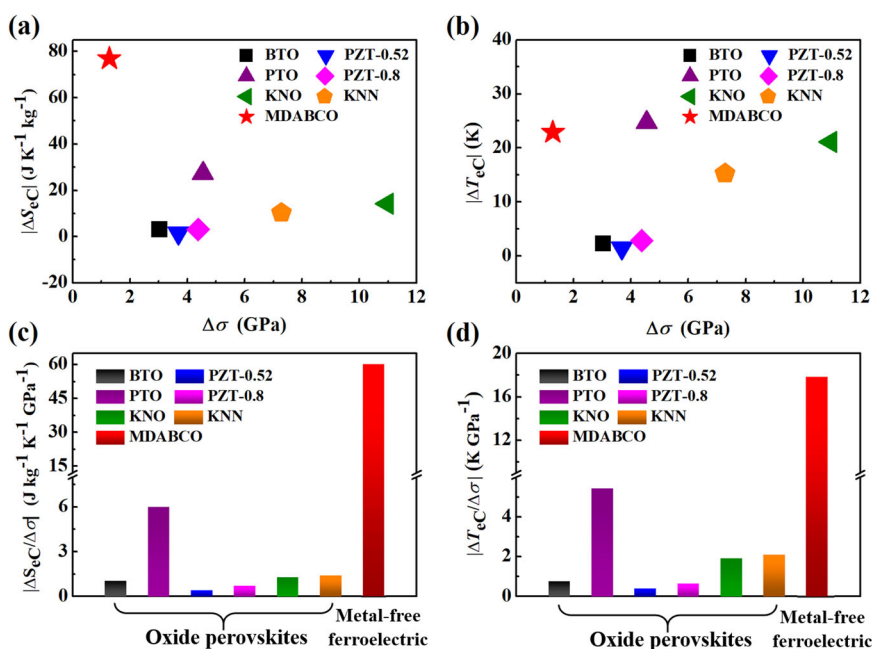 (a)
80
60
40
20
0
-20
|ΔS_eC| (J K⁻¹ kg⁻¹)
BTO PZT-0.52
PTO PZT-0.8
KNO KNN
MDABCO
0 2 4 6 8 10 12
Δσ (GPa)
(b)
40
30
20
10
0
|ΔT_eC| (K)
BTO PZT-0.52
PTO PZT-0.8
KNO KNN
MDABCO
0 2 4 6 8 10 12
Δσ (GPa)
(c)
60
45
30
15
6
3
0
|ΔS_eC/Δσ| (J kg⁻¹ K⁻¹ GPa⁻¹)
BTO PZT-0.52
PTO PZT-0.8
KNO KNN
MDABCO
Oxide perovskites
Metal-free
ferroelectric
(d)
20
16
12
8
4
2
0
|ΔT_eC/Δσ| (K GPa⁻¹)
BTO PZT-0.52
PTO PZT-0.8
KNO KNN
MDABCO
Oxide perovskites
Metal-free
ferroelectric